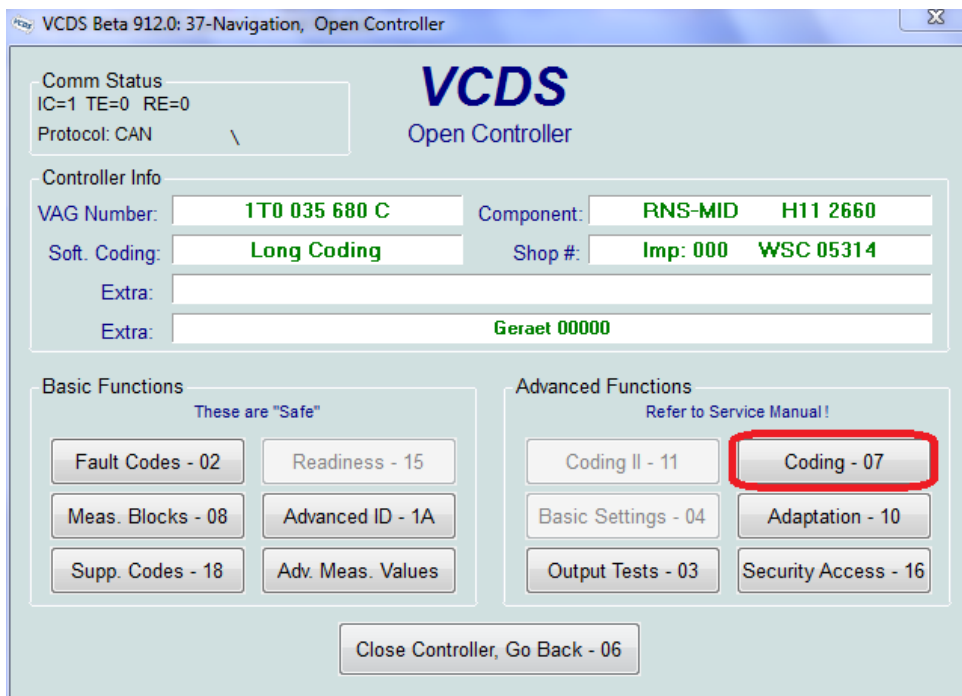 VCDS Beta 912.0: 37-Navigation, Open Controller
Comm Status
IC=1 TE=0 RE=0
Protocol: CAN \
VCDS
Open Controller
Controller Info
VAG Number: 1T0 035 680 C Component: RNS-MID H11 2660
Soft. Coding: Long Coding Shop #: Imp: 000 WSC 05314
Extra:
Extra: Geraet 00000
Basic Functions
These are "Safe"
Fault Codes - 02 Readiness - 15
Meas. Blocks - 08 Advanced ID - 1A
Supp. Codes - 18 Adv. Meas. Values
Advanced Functions
Refer to Service Manual!
Coding II - 11 Coding - 07
Basic Settings - 04 Adaptation - 10
Output Tests - 03 Security Access - 16
Close Controller, Go Back - 06